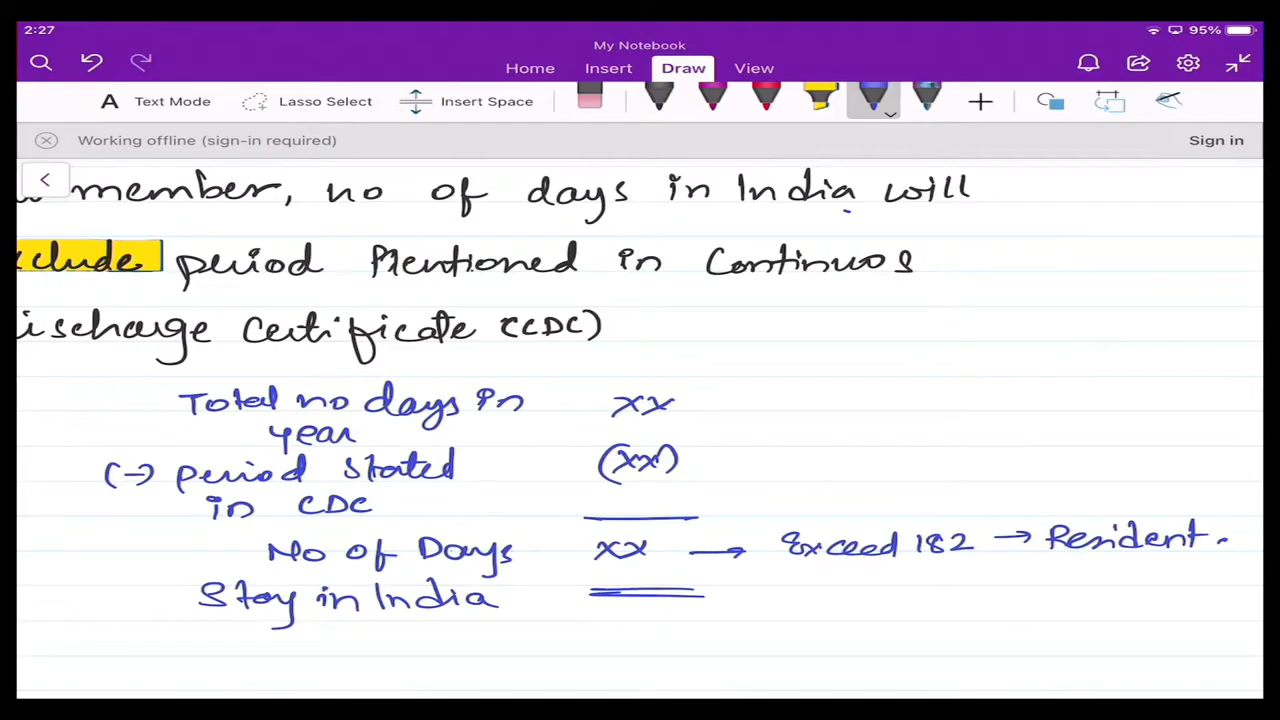 2:27
95%
My Notebook
Home Insert Draw View
A Text Mode Lasso Select Insert Space
Working offline (sign-in required) Sign in
member, no of days in India will
clude period Mentioned in Continuos
ischarge Certificate (CDC)
Total no days in xx
year
(-) period stated (xx)
in CDC
No of Days xx → Exceed 182 → Resident.
Stay in India